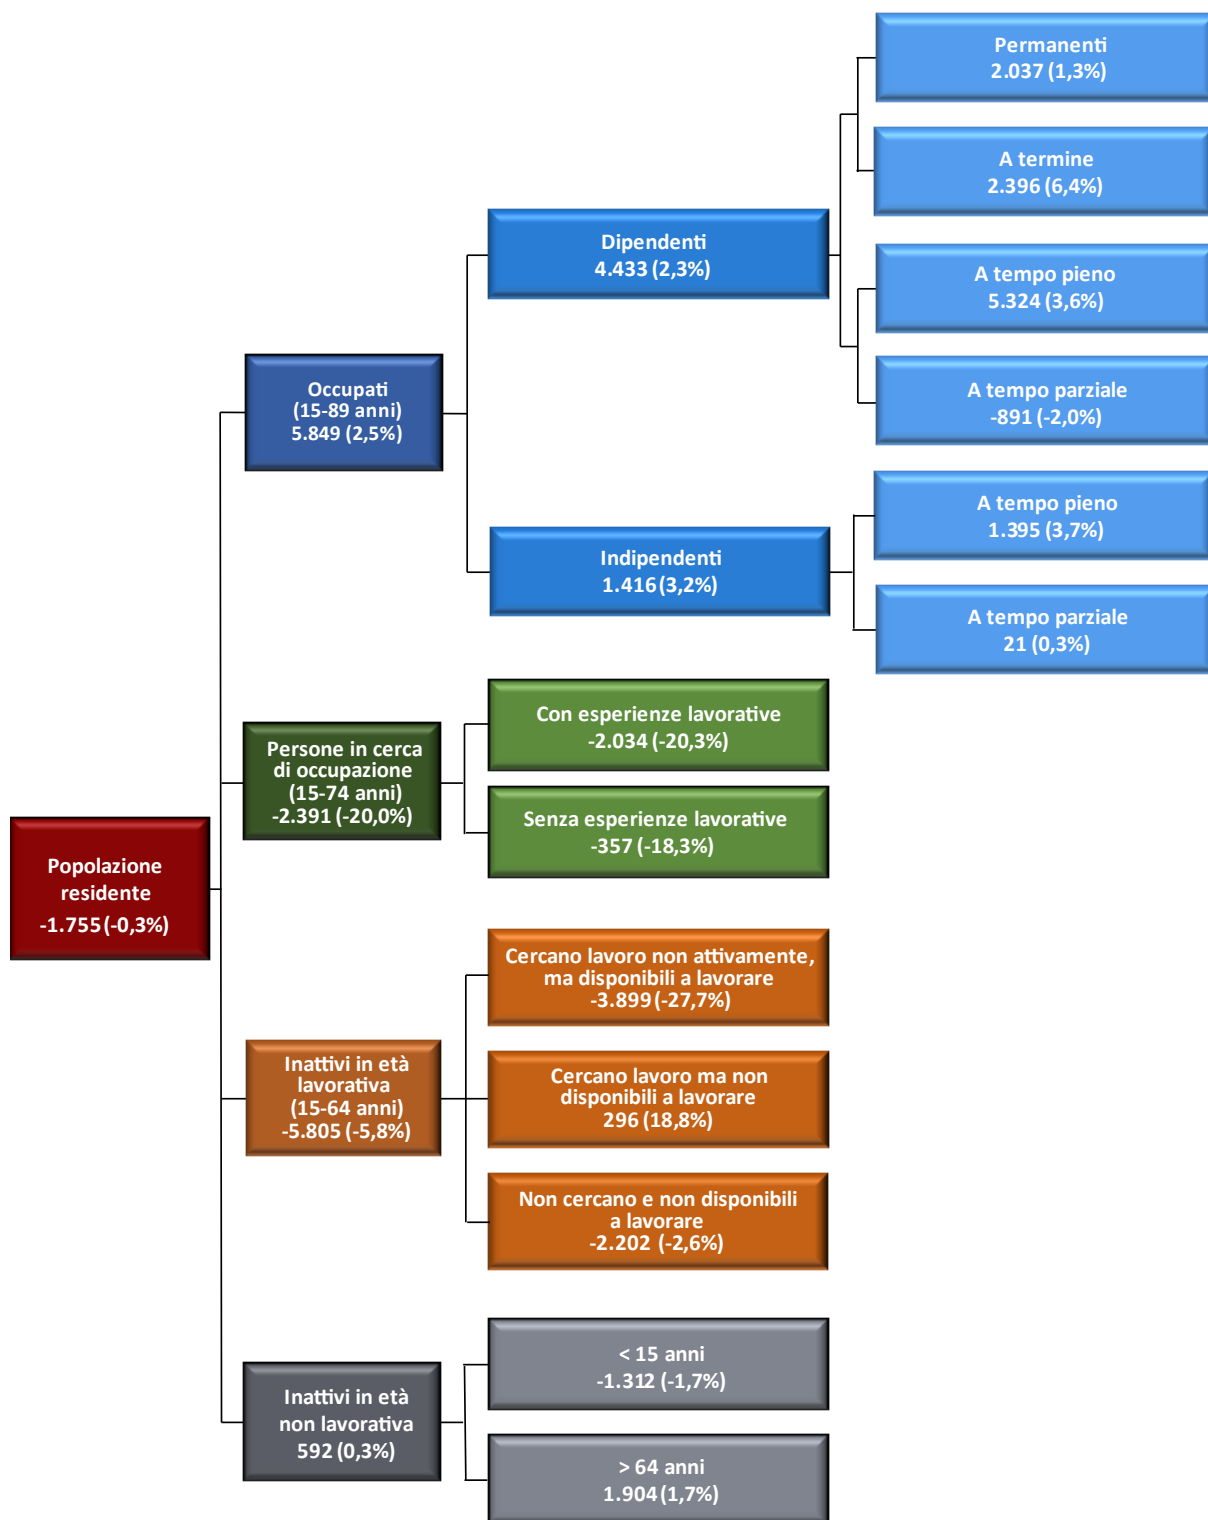 Permanenti
2.037 (1,3%)
A termine
2.396 (6,4%)
Dipendenti
4.433 (2,3%)
A tempo pieno
5.324 (3,6%)
A tempo parziale
-891 (-2,0%)
Occupati
(15-89 anni)
5.849 (2,5%)
A tempo pieno
1.395 (3,7%)
Indipendenti
1.416 (3,2%)
A tempo parziale
21 (0,3%)
Con esperienze lavorative
-2.034 (-20,3%)
Persone in cerca
di occupazione
(15-74 anni)
-2.391 (-20,0%)
Senza esperienze lavorative
-357 (-18,3%)
Popolazione
residente
-1.755 (-0,3%)
Cercano lavoro non attivamente,
ma disponibili a lavorare
-3.899 (-27,7%)
Inattivi in età
lavorativa
(15-64 anni)
-5.805 (-5,8%)
Cercano lavoro ma non
disponibili a lavorare
296 (18,8%)
Non cercano e non disponibili
a lavorare
-2.202 (-2,6%)
< 15 anni
-1.312 (-1,7%)
Inattivi in età
non lavorativa
592 (0,3%)
> 64 anni
1.904 (1,7%)